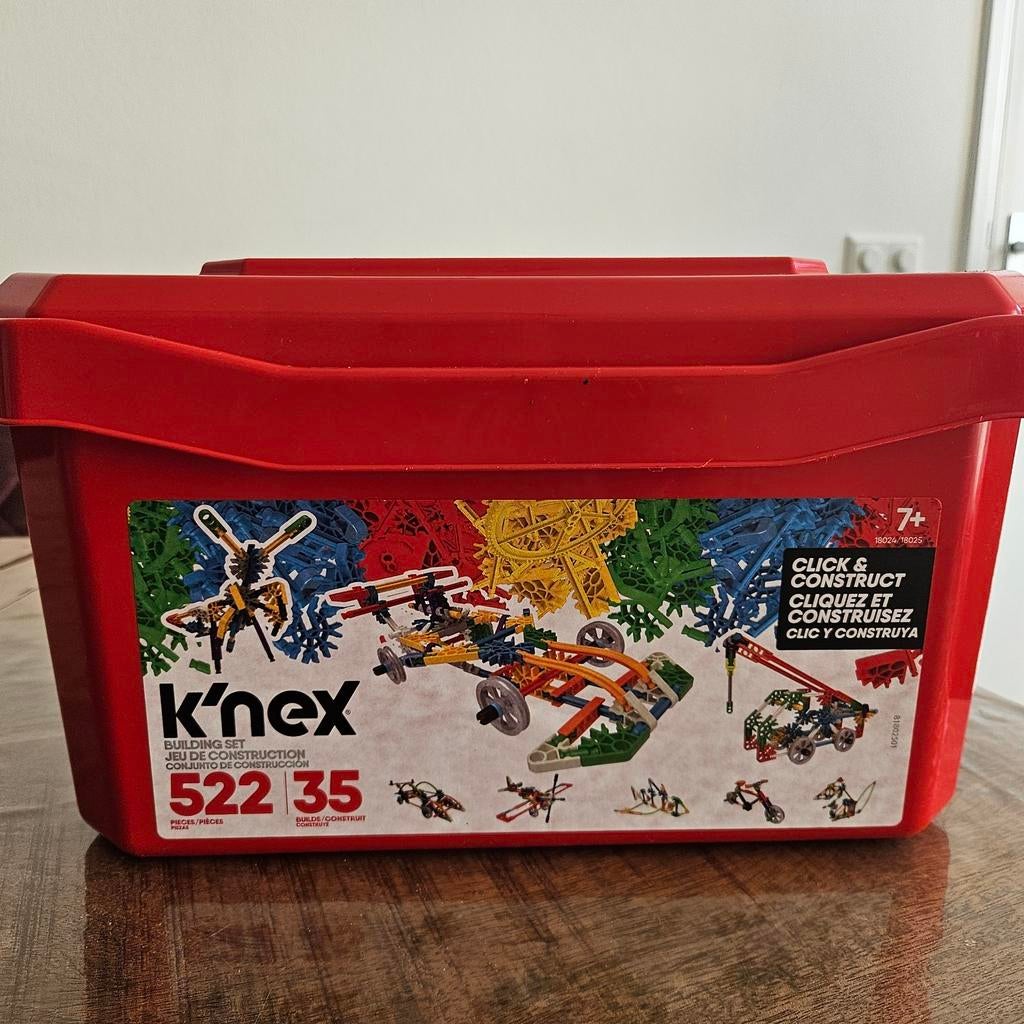 7+
18024/18025
CLICK &
CONSTRUCT
CLIQUEZ ET
CONSTRUISEZ
CLIC Y CONSTRUYA
k'nex®
BUILDING SET
JEU DE CONSTRUCTION
CONJUNTO DE CONSTRUCCIÓN
522
PIECES/PIÈCES
PIEZAS
35
BUILDS/CONSTRUIT
CONSTRUYE
81802501